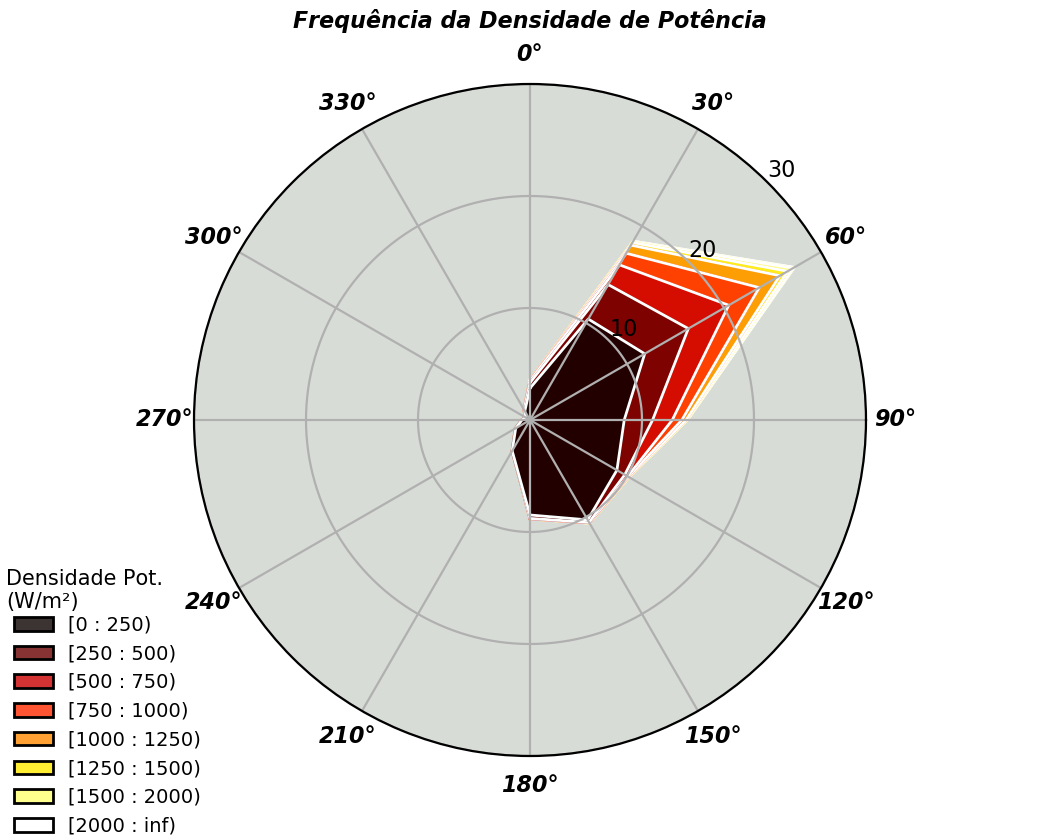 Frequência da Densidade de Potência
0°
330°
30°
30
300°
60°
20
10
270°
90°
240°
120°
210°
150°
180°
Densidade Pot.
(W/m²)
[0 : 250)
[250 : 500)
[500 : 750)
[750 : 1000)
[1000 : 1250)
[1250 : 1500)
[1500 : 2000)
[2000 : inf)